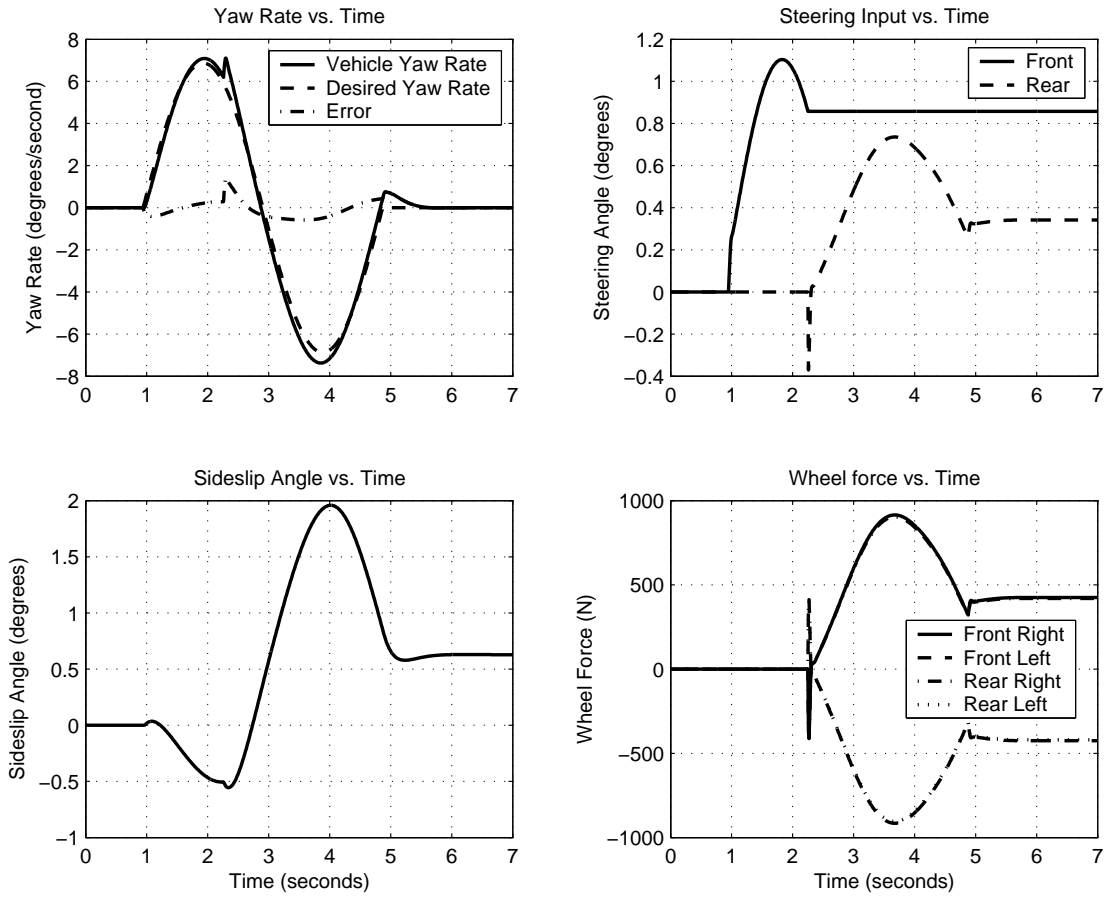 Yaw Rate vs. Time
Yaw Rate (degrees/second)
8
6
4
2
0
−2
−4
−6
−8
0 1 2 3 4 5 6 7
Vehicle Yaw Rate
Desired Yaw Rate
Error
Steering Input vs. Time
Steering Angle (degrees)
1.2
1
0.8
0.6
0.4
0.2
0
−0.2
−0.4
0 1 2 3 4 5 6 7
Front
Rear
Sideslip Angle vs. Time
Sideslip Angle (degrees)
2
1.5
1
0.5
0
−0.5
−1
0 1 2 3 4 5 6 7
Time (seconds)
Wheel force vs. Time
Wheel Force (N)
1000
500
0
−500
−1000
0 1 2 3 4 5 6 7
Time (seconds)
Front Right
Front Left
Rear Right
Rear Left